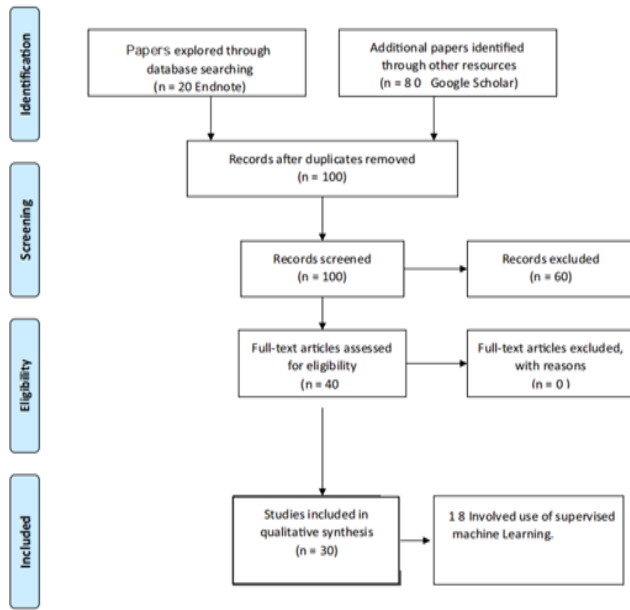 Identification
Papers explored through
database searching
(n = 20 Endnote)
Additional papers identified
through other resources
(n = 8 0 Google Scholar)
Records after duplicates removed
(n = 100)
Screening
Records screened
(n = 100)
Records excluded
(n = 60)
Eligibility
Full-text articles assessed
for eligibility
(n = 40
Full-text articles excluded,
with reasons
(n = 0 )
Included
Studies included in
qualitative synthesis
(n = 30)
1 8 Involved use of supervised
machine Learning.